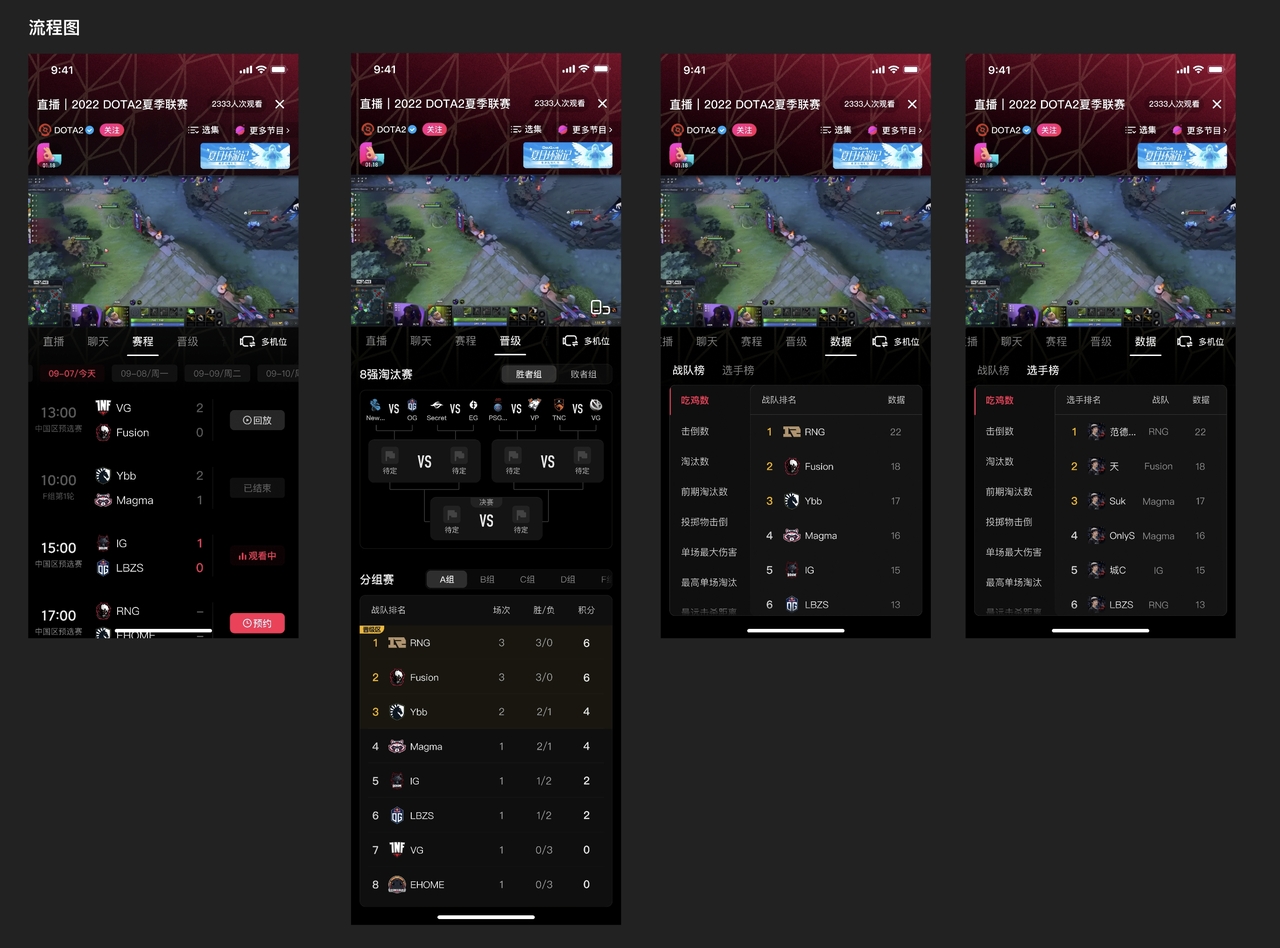 流程图
9:41
直播｜2022 DOTA2夏季联赛 2333人次观看
DOTA2 关注 选集 更多节目
01:18
直播 聊天 赛程 晋级 多机位
09-07/今天 09-08/周一 09-09/周二
13:00 中国区预选赛
VG 2
Fusion 0
回放
10:00 F组第1轮
Ybb 2
Magma 1
已结束
15:00 中国区预选赛
IG 1
LBZS 0
观看中
17:00 中国区预选赛
RNG –
EHOME –
预约
9:41
直播｜2022 DOTA2夏季联赛 2333人次观看
DOTA2 关注 选集 更多节目
01:18
直播 聊天 赛程 晋级 多机位
8强淘汰赛 胜者组 败者组
VS VS VS VS
New... OG Secret EG PSG... VP TNC VG
待定 VS 待定 待定 VS 待定
决赛
待定 VS 待定
分组赛 A组 B组 C组 D组
战队排名 场次 胜/负 积分
晋级区
1 RNG 3 3/0 6
2 Fusion 3 3/0 6
3 Ybb 2 2/1 4
4 Magma 1 2/1 4
5 IG 1 1/2 2
6 LBZS 1 1/2 2
7 VG 1 0/3 0
8 EHOME 1 0/3 0
9:41
直播｜2022 DOTA2夏季联赛 2333人次观看
DOTA2 关注 选集 更多节目
01:18
播 聊天 赛程 晋级 数据 多机位
战队榜 选手榜
吃鸡数
击倒数
淘汰数
前期淘汰数
投掷物击倒
单场最大伤害
最高单场淘汰
最远击杀距离
战队排名 数据
1 RNG 22
2 Fusion 18
3 Ybb 17
4 Magma 16
5 IG 15
6 LBZS 13
9:41
直播｜2022 DOTA2夏季联赛 2333人次观看
DOTA2 关注 选集 更多节目
01:18
播 聊天 赛程 晋级 数据 多机位
战队榜 选手榜
吃鸡数
击倒数
淘汰数
前期淘汰数
投掷物击倒
单场最大伤害
最高单场淘汰
最远击杀距离
选手排名 战队 数据
1 范德... RNG 22
2 天 Fusion 18
3 Suk Magma 17
4 OnlyS Magma 16
5 城C IG 15
6 LBZS RNG 13